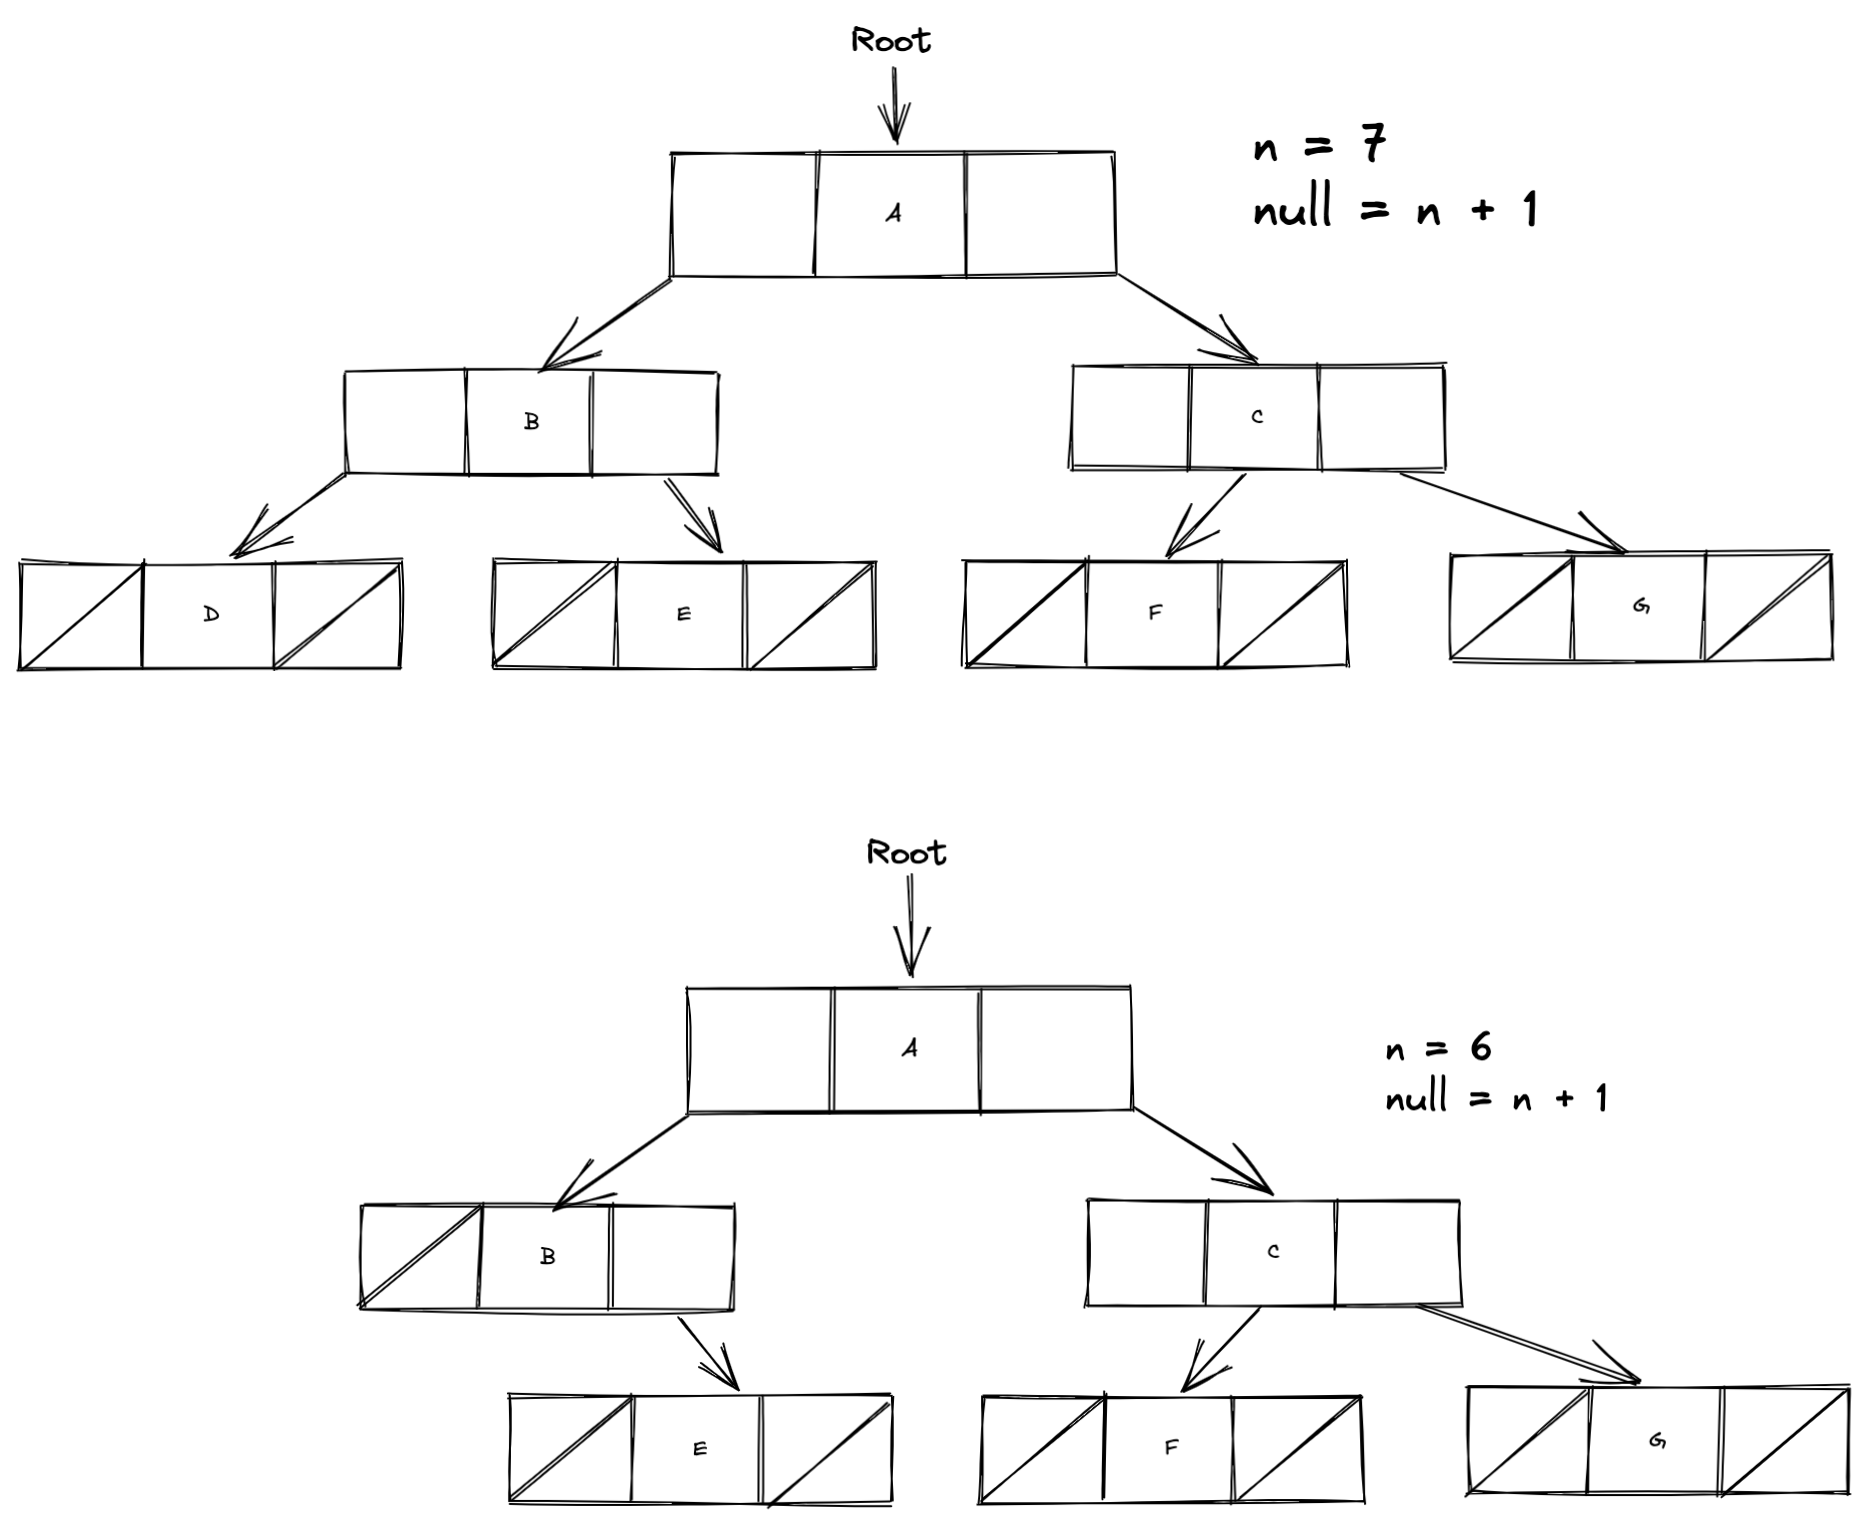 Root
n = 7
null = n + 1
A
B
C
D
E
F
G
Root
n = 6
null = n + 1
A
B
C
E
F
G